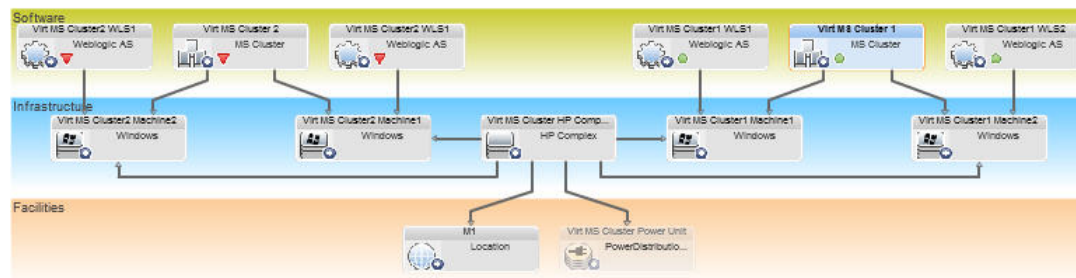 Software
Virt MS Cluster2 WLS1
Weblogic AS
Virt MS Cluster 2
MS Cluster
Virt MS Cluster2 WLS1
Weblogic AS
Virt MS Cluster1 WLS1
Weblogic AS
Virt MS Cluster 1
MS Cluster
Virt MS Cluster1 WLS2
Weblogic AS
Infrastructure
Virt MS Cluster2 Machine2
Windows
Virt MS Cluster2 Machine1
Windows
Virt MS Cluster HP Comp...
HP Complex
Virt MS Cluster1 Machine1
Windows
Virt MS Cluster1 Machine2
Windows
Facilities
M1
Location
Virt MS Cluster Power Unit
PowerDistributio...